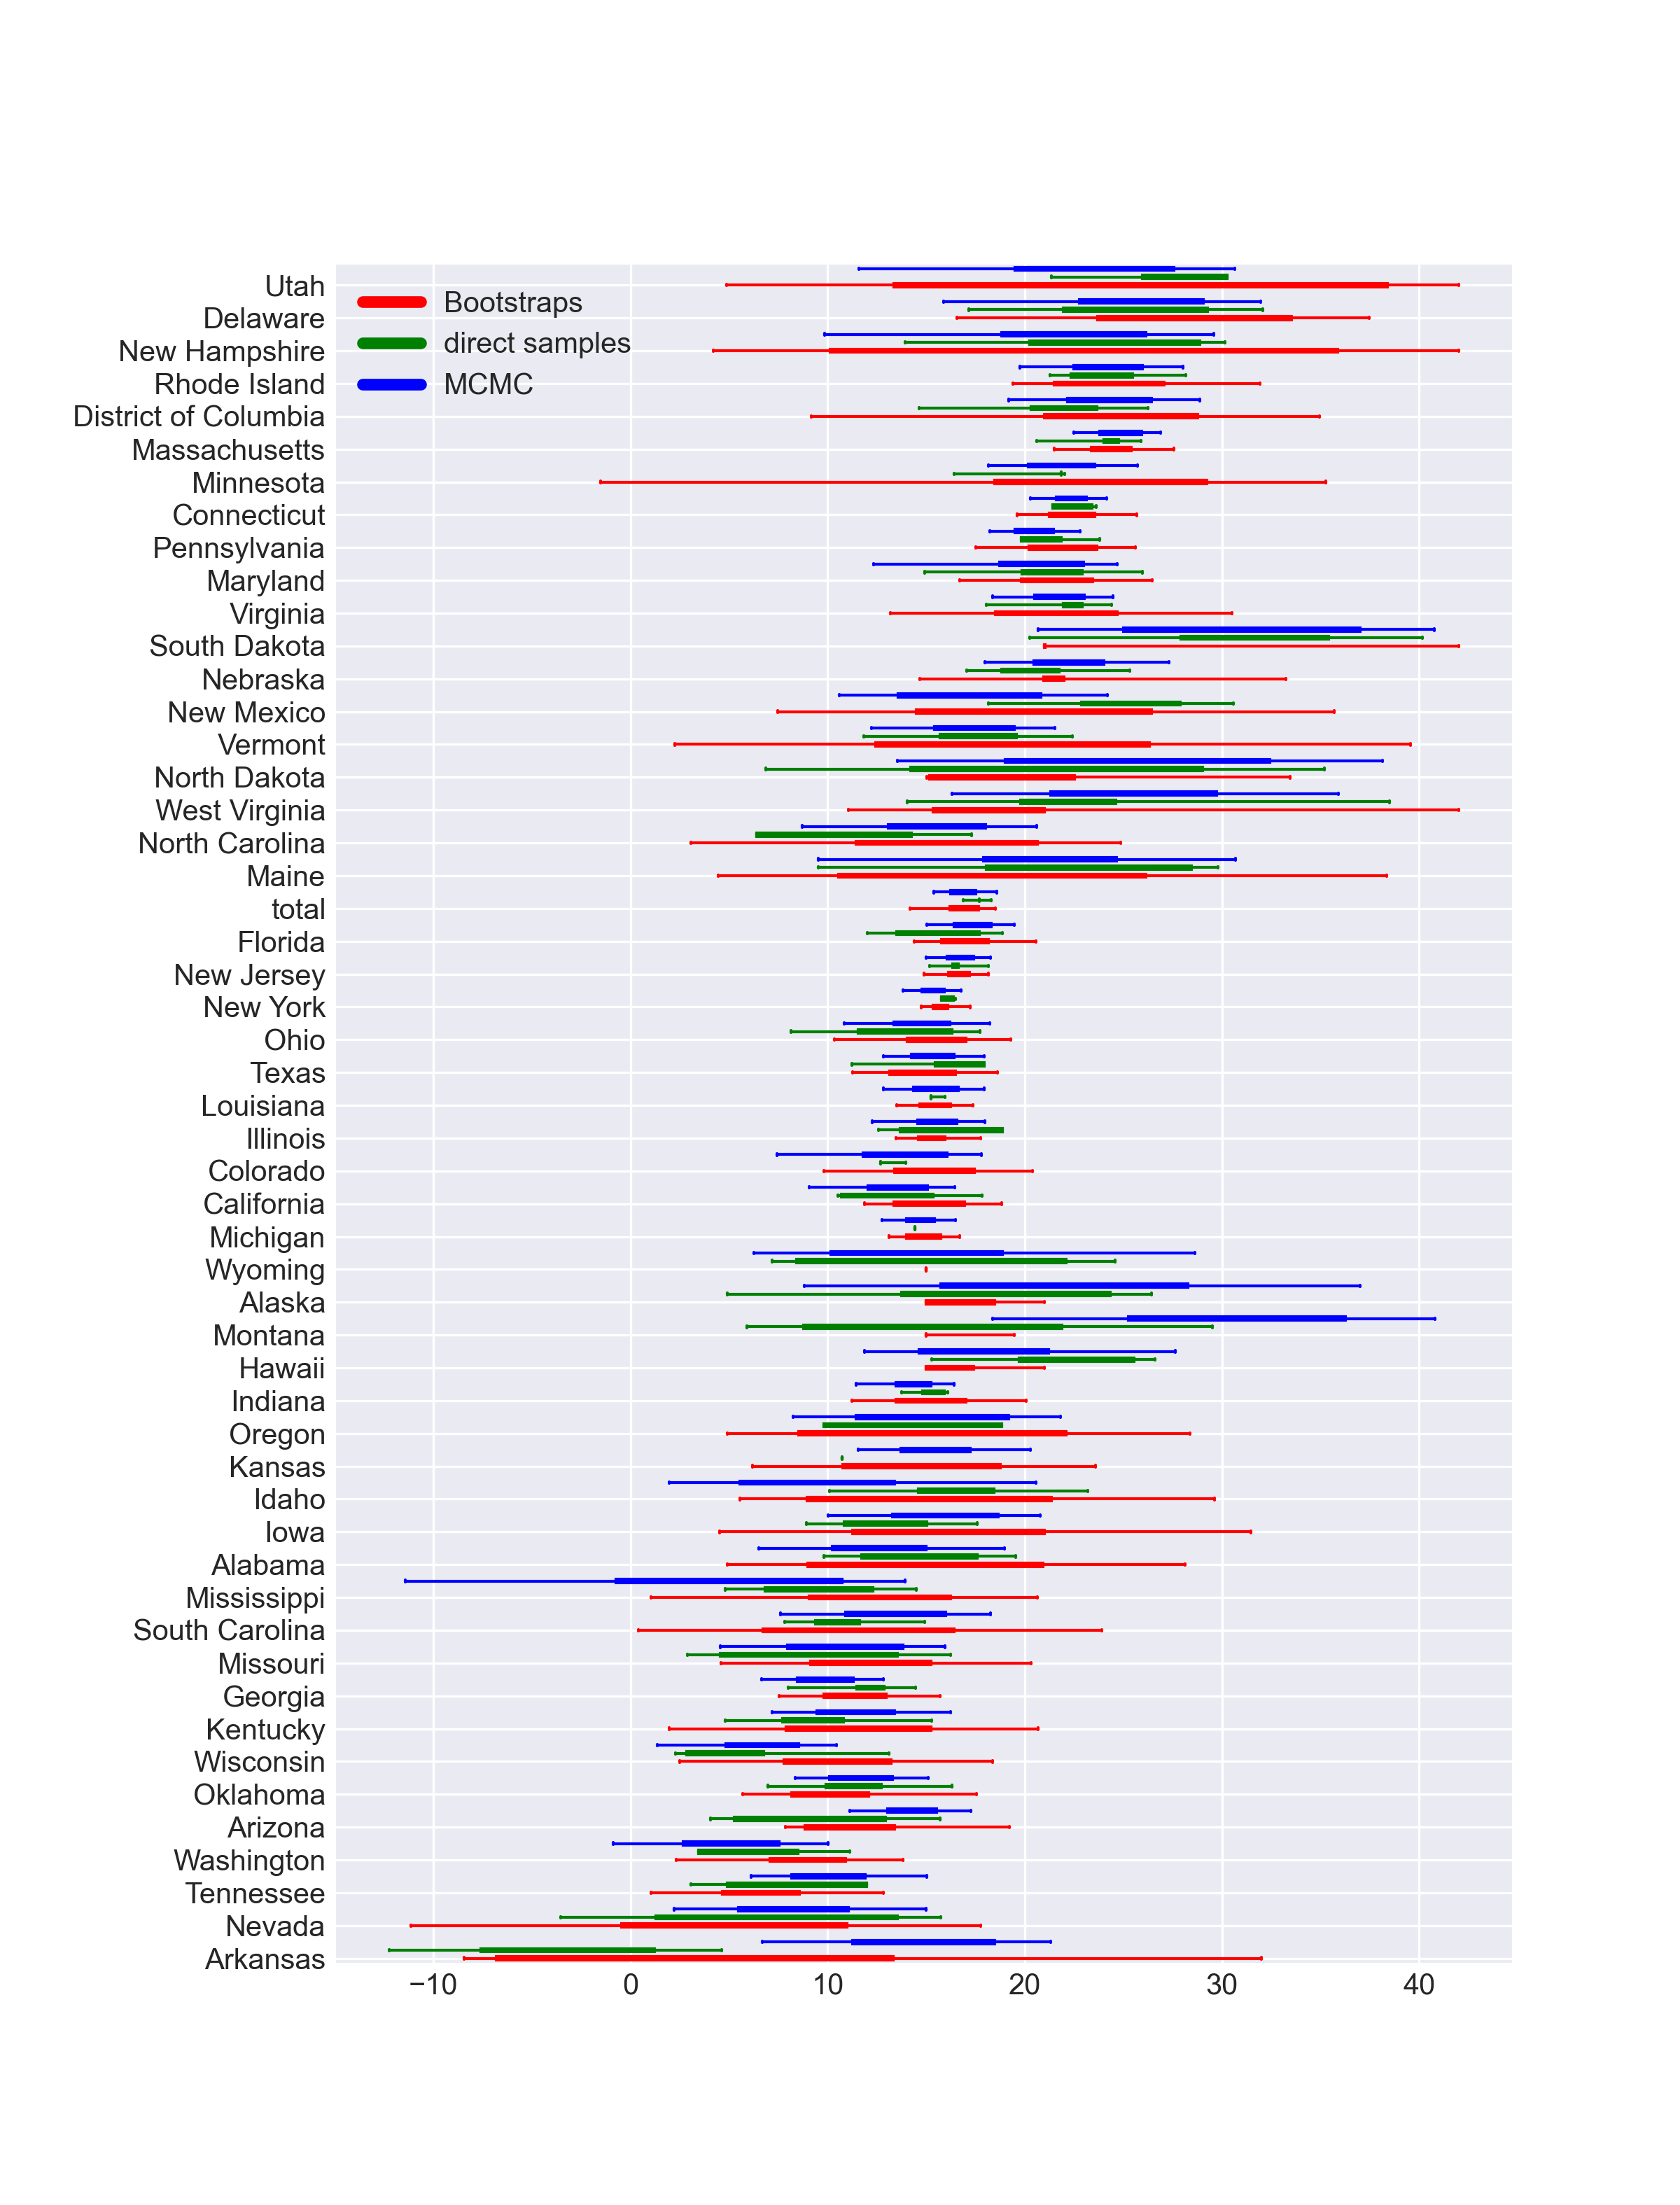 Utah
Delaware
New Hampshire
Rhode Island
District of Columbia
Massachusetts
Minnesota
Connecticut
Pennsylvania
Maryland
Virginia
South Dakota
Nebraska
New Mexico
Vermont
North Dakota
West Virginia
North Carolina
Maine
total
Florida
New Jersey
New York
Ohio
Texas
Louisiana
Illinois
Colorado
California
Michigan
Wyoming
Alaska
Montana
Hawaii
Indiana
Oregon
Kansas
Idaho
Iowa
Alabama
Mississippi
South Carolina
Missouri
Georgia
Kentucky
Wisconsin
Oklahoma
Arizona
Washington
Tennessee
Nevada
Arkansas
Bootstraps
direct samples
MCMC
−10 0 10 20 30 40